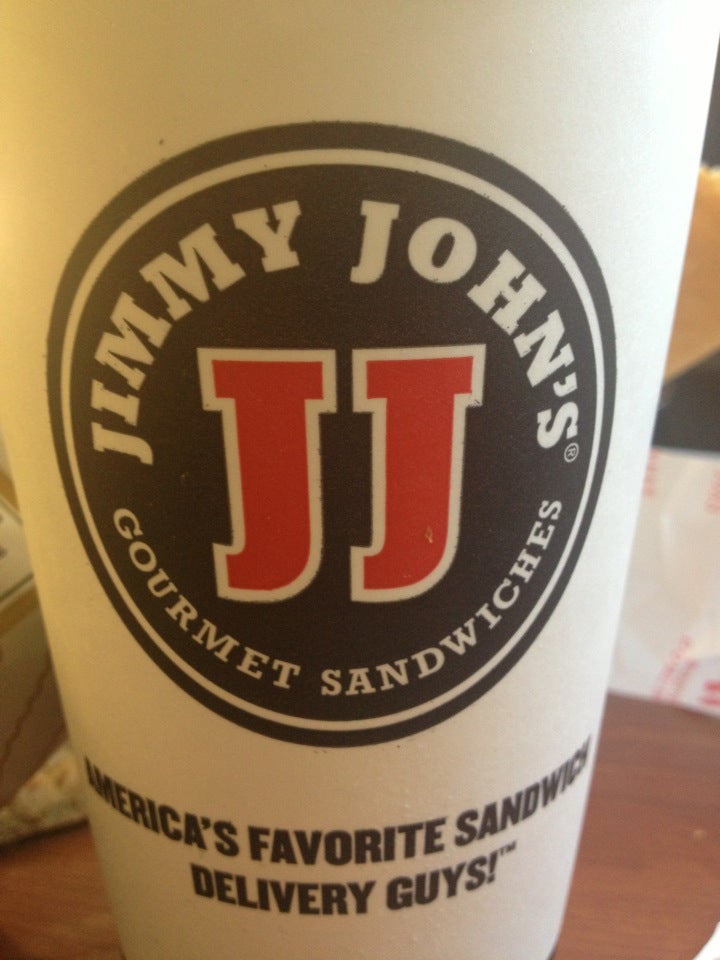 JIMMY JOHN'S®
JJ
GOURMET SANDWICHES
AMERICA'S FAVORITE SANDWICH
DELIVERY GUYS!™